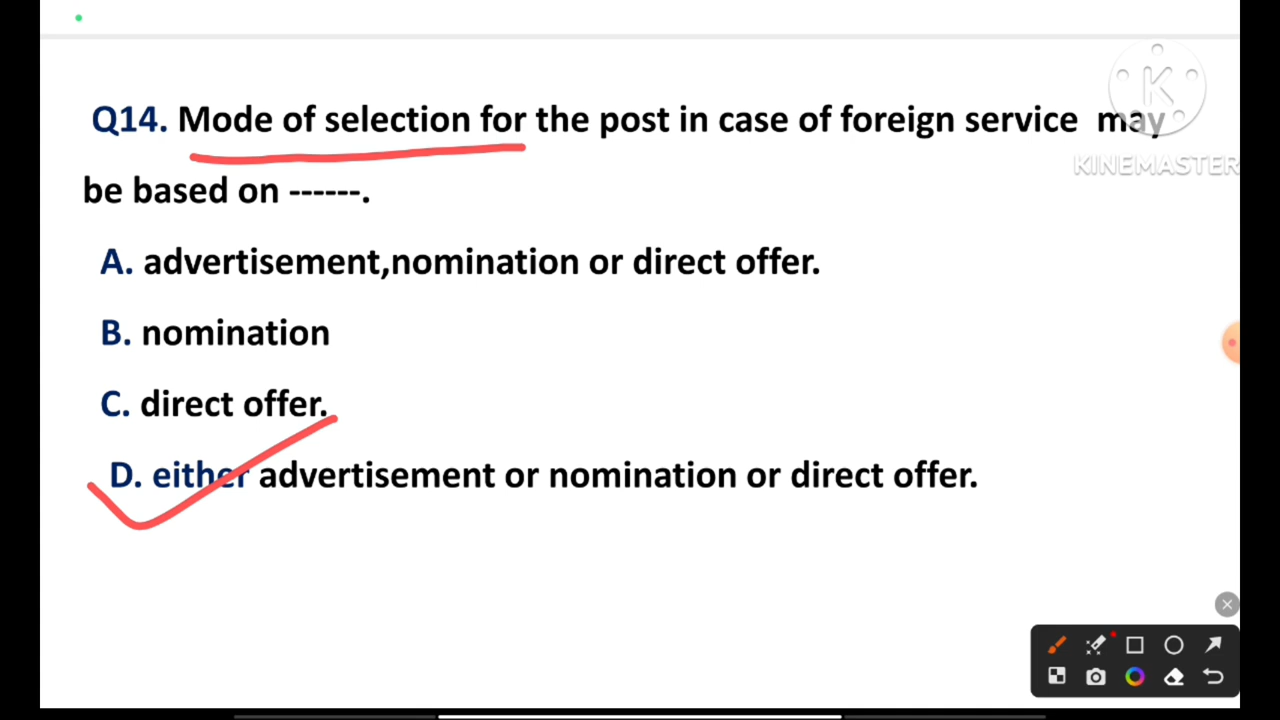 Q14. Mode of selection for the post in case of foreign service may
K
KINEMASTER
be based on ------.
A. advertisement,nomination or direct offer.
B. nomination
C. direct offer.
D. either advertisement or nomination or direct offer.